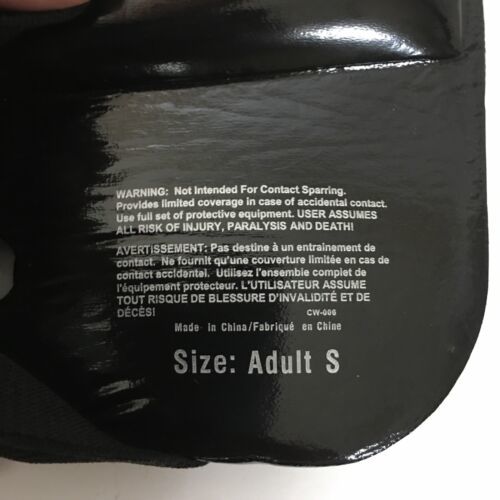 WARNING: Not Intended For Contact Sparring.
Provides limited coverage in case of accidental contact.
Use full set of protective equipment. USER ASSUMES
ALL RISK OF INJURY, PARALYSIS AND DEATH!
AVERTISSEMENT: Pas destine à un entrainement de
contact. Ne fournit qu'une couverture limitée en cas de
contact accidentel. Utilisez l'ensemble complet de
l'équipement protecteur. L'UTILISATEUR ASSUME
TOUT RISQUE DE BLESSURE D'INVALIDITÉ ET DE
DÉCÈS!
CW-006
Made in China/Fabriqué en Chine
Size: Adult S